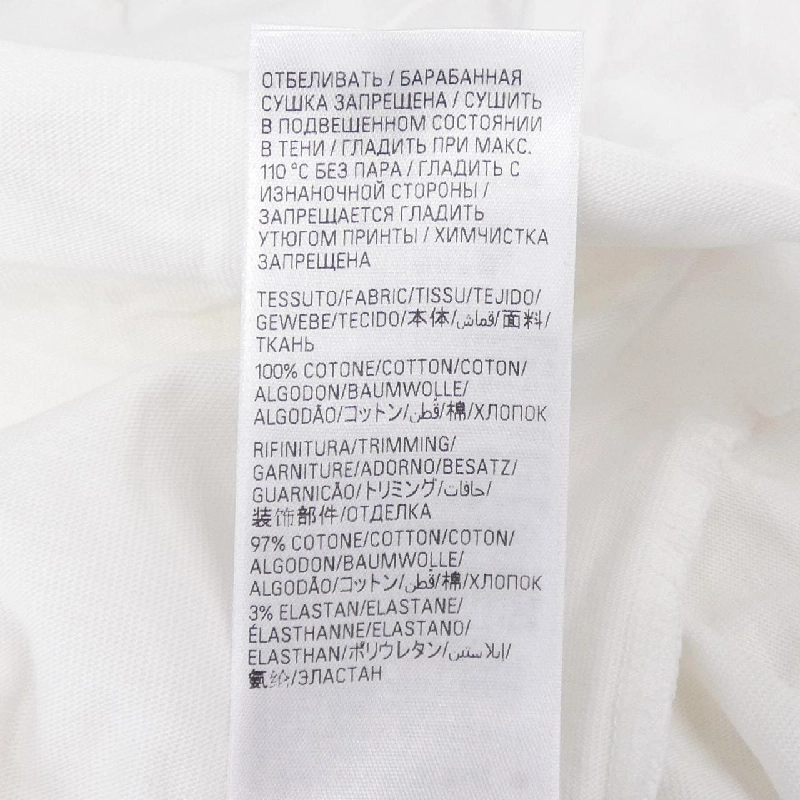 ОТБЕЛИВАТЬ / БАРАБАННАЯ
СУШКА ЗАПРЕЩЕНА / СУШИТЬ
В ПОДВЕШЕННОМ СОСТОЯНИИ
В ТЕНИ / ГЛАДИТЬ ПРИ МАКС.
110 °C БЕЗ ПАРА / ГЛАДИТЬ С
ИЗНАНОЧНОЙ СТОРОНЫ /
ЗАПРЕЩАЕТСЯ ГЛАДИТЬ
УТЮГОМ ПРИНТЫ / ХИМЧИСТКА
ЗАПРЕЩЕНА
TESSUTO/FABRIC/TISSU/TEJIDO/
GEWEBE/TECIDO/本体/قماش/面料/
ТКАНЬ
100% COTONE/COTTON/COTON/
ALGODON/BAUMWOLLE/
ALGODÃO/コットン/قطن/棉/ХЛОПОК
RIFINITURA/TRIMMING/
GARNITURE/ADORNO/BESATZ/
GUARNICÃO/トリミング/حافات/
装饰部件/ОТДЕЛКА
97% COTONE/COTTON/COTON/
ALGODON/BAUMWOLLE/
ALGODÃO/コットン/قطن/棉/ХЛОПОК
3% ELASTAN/ELASTANE/
ÉLASTHANNE/ELASTANO/
ELASTHAN/ポリウレタン/إيلاستين/
氨纶/ЭЛАСТАН